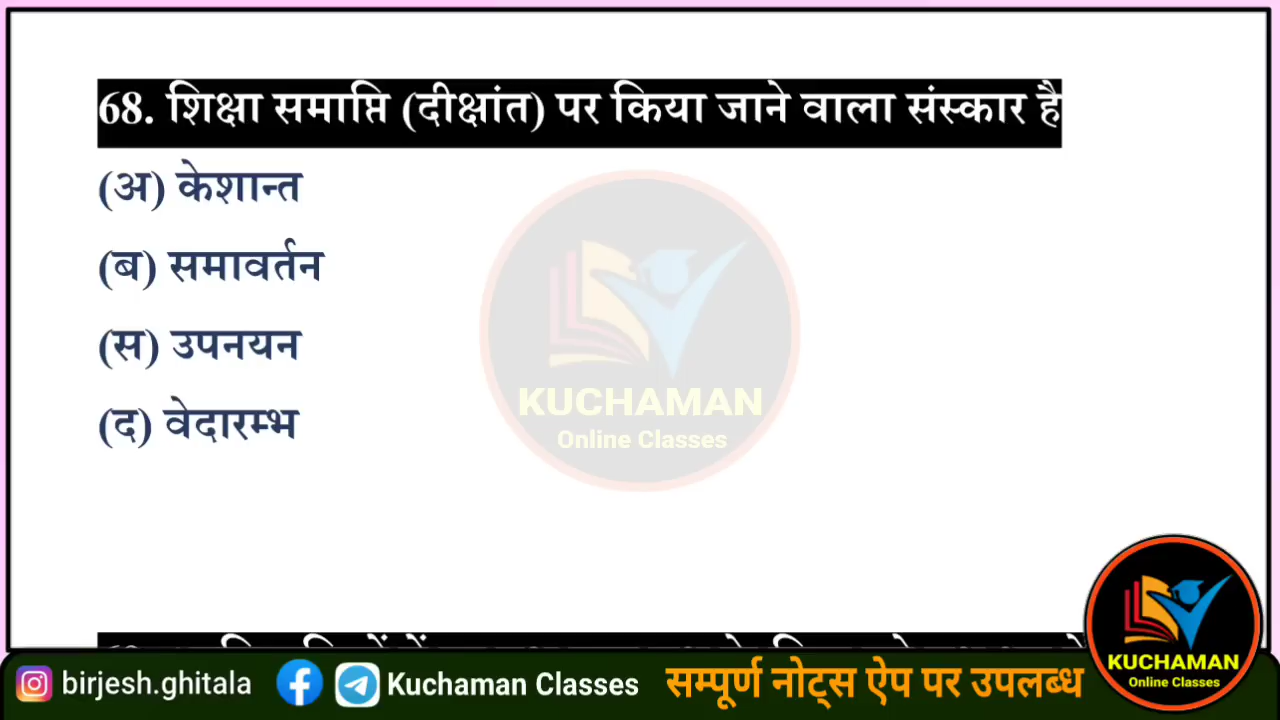 68. शिक्षा समाप्ति (दीक्षांत) पर किया जाने वाला संस्कार है
(अ) केशान्त
(ब) समावर्तन
(स) उपनयन
(द) वेदारम्भ
KUCHAMAN
Online Classes
birjesh.ghitala
Kuchaman Classes
सम्पूर्ण नोट्स ऐप पर उपलब्ध
KUCHAMAN
Online Classes